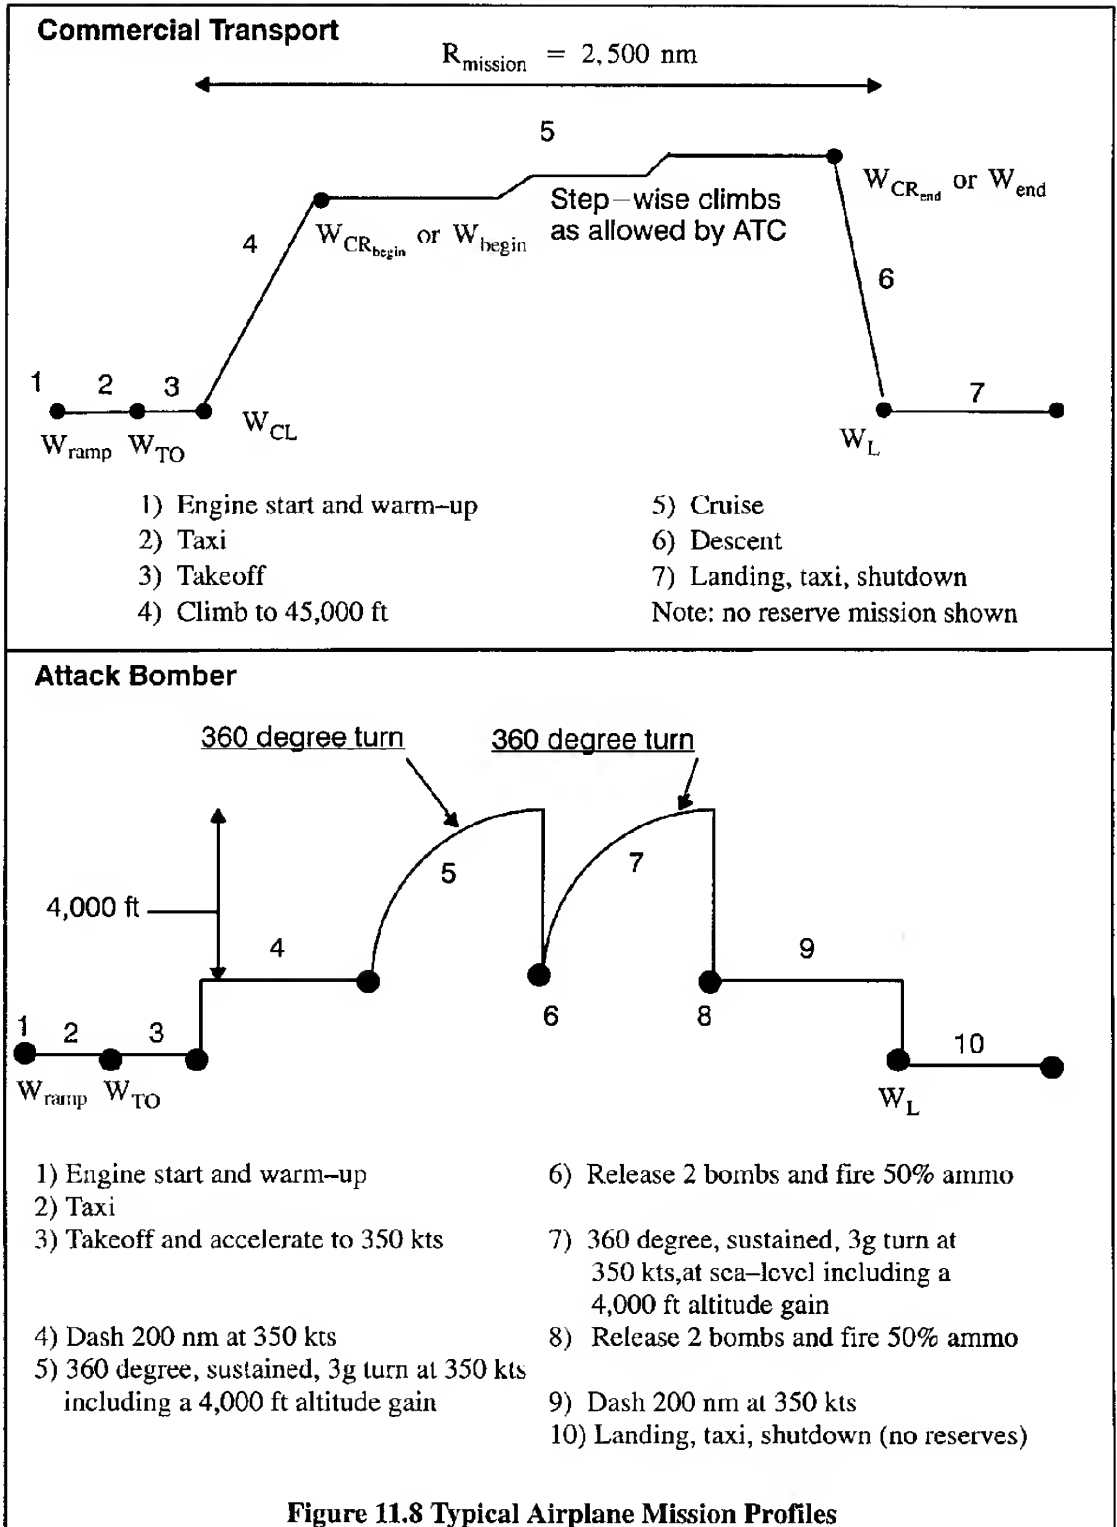 Commercial Transport
R_mission = 2,500 nm
5
W_CR_end or W_end
Step–wise climbs
as allowed by ATC
W_CR_begin or W_begin
4
6
1
2
3
7
W_CL
W_L
W_ramp W_TO
1) Engine start and warm–up
2) Taxi
3) Takeoff
4) Climb to 45,000 ft
5) Cruise
6) Descent
7) Landing, taxi, shutdown
Note: no reserve mission shown
Attack Bomber
360 degree turn
360 degree turn
5
7
4,000 ft
4
9
6
8
1
2
3
10
W_ramp W_TO
W_L
1) Engine start and warm–up
2) Taxi
3) Takeoff and accelerate to 350 kts
4) Dash 200 nm at 350 kts
5) 360 degree, sustained, 3g turn at 350 kts
including a 4,000 ft altitude gain
6) Release 2 bombs and fire 50% ammo
7) 360 degree, sustained, 3g turn at
350 kts,at sea–level including a
4,000 ft altitude gain
8) Release 2 bombs and fire 50% ammo
9) Dash 200 nm at 350 kts
10) Landing, taxi, shutdown (no reserves)
Figure 11.8 Typical Airplane Mission Profiles